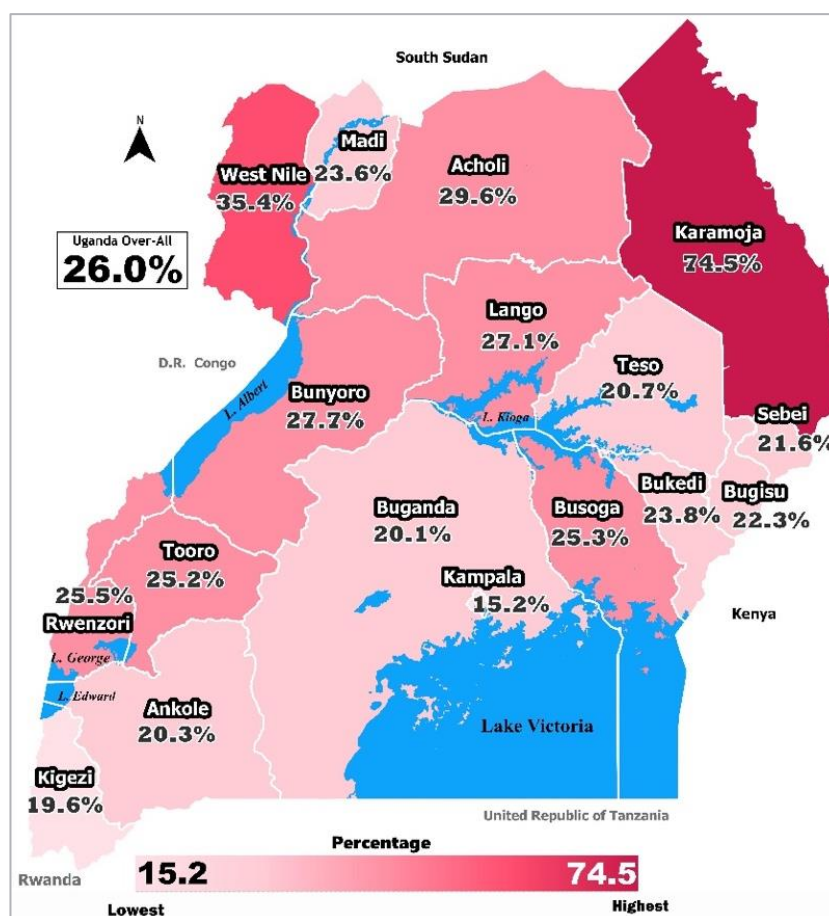 South Sudan
N
Madi
23.6%
West Nile
35.4%
Acholi
29.6%
Karamoja
74.5%
Uganda Over-All
26.0%
Lango
27.1%
D.R. Congo
L. Albert
Bunyoro
27.7%
Teso
20.7%
L. Kioga
Sebei
21.6%
Bukedi
23.8%
Bugisu
22.3%
Buganda
20.1%
Busoga
25.3%
Tooro
25.2%
Kampala
15.2%
25.5%
Rwenzori
Kenya
L. George
L. Edward
Ankole
20.3%
Lake Victoria
Kigezi
19.6%
United Republic of Tanzania
Percentage
15.2
74.5
Rwanda
Lowest
Highest